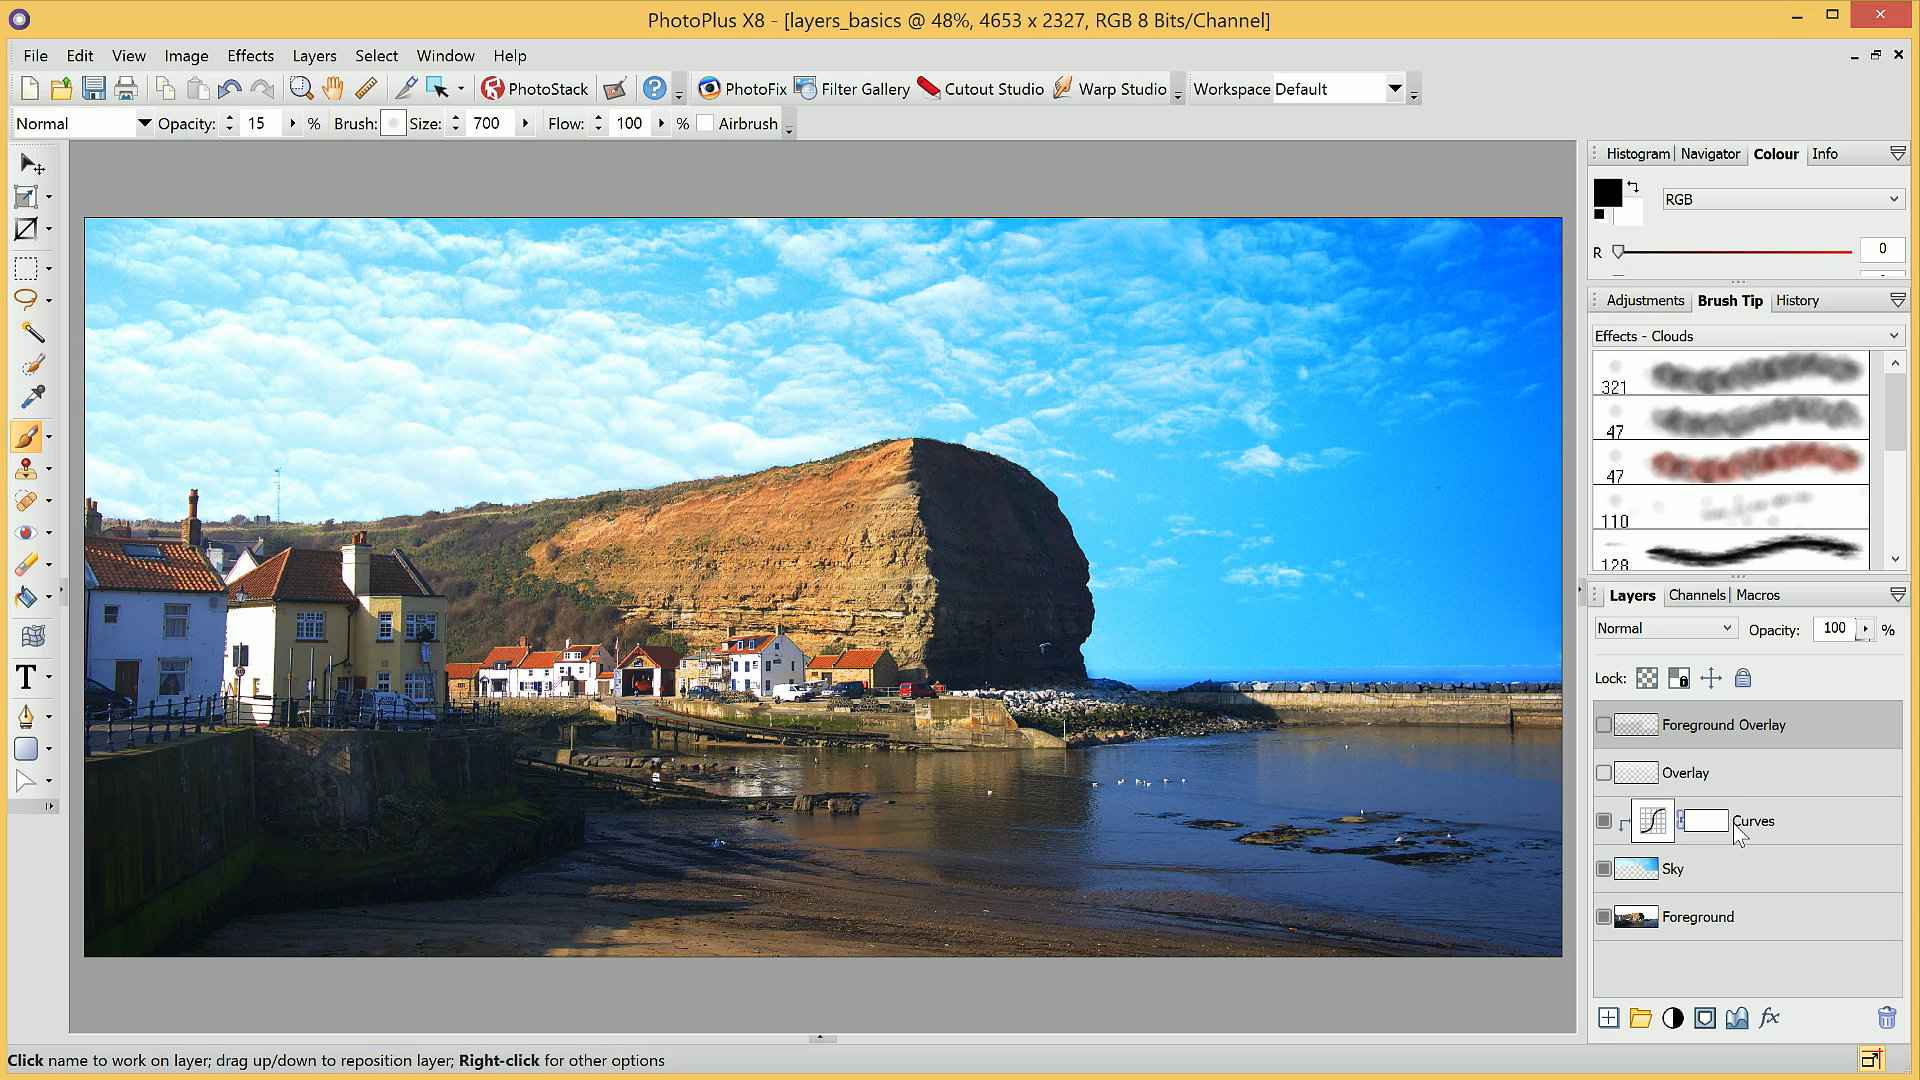 PhotoPlus X8 - [layers_basics @ 48%, 4653 x 2327, RGB 8 Bits/Channel]
File Edit View Image Effects Layers Select Window Help
PhotoStack PhotoFix Filter Gallery Cutout Studio Warp Studio Workspace Default
Normal Opacity: 15 % Brush: Size: 700 Flow: 100 % Airbrush
Histogram Navigator Colour Info
RGB
R 0
Adjustments Brush Tip History
Effects - Clouds
321
47
47
110
128
Layers Channels Macros
Normal Opacity: 100 %
Lock:
Foreground Overlay
Overlay
Curves
Sky
Foreground
Click name to work on layer; drag up/down to reposition layer; Right-click for other options